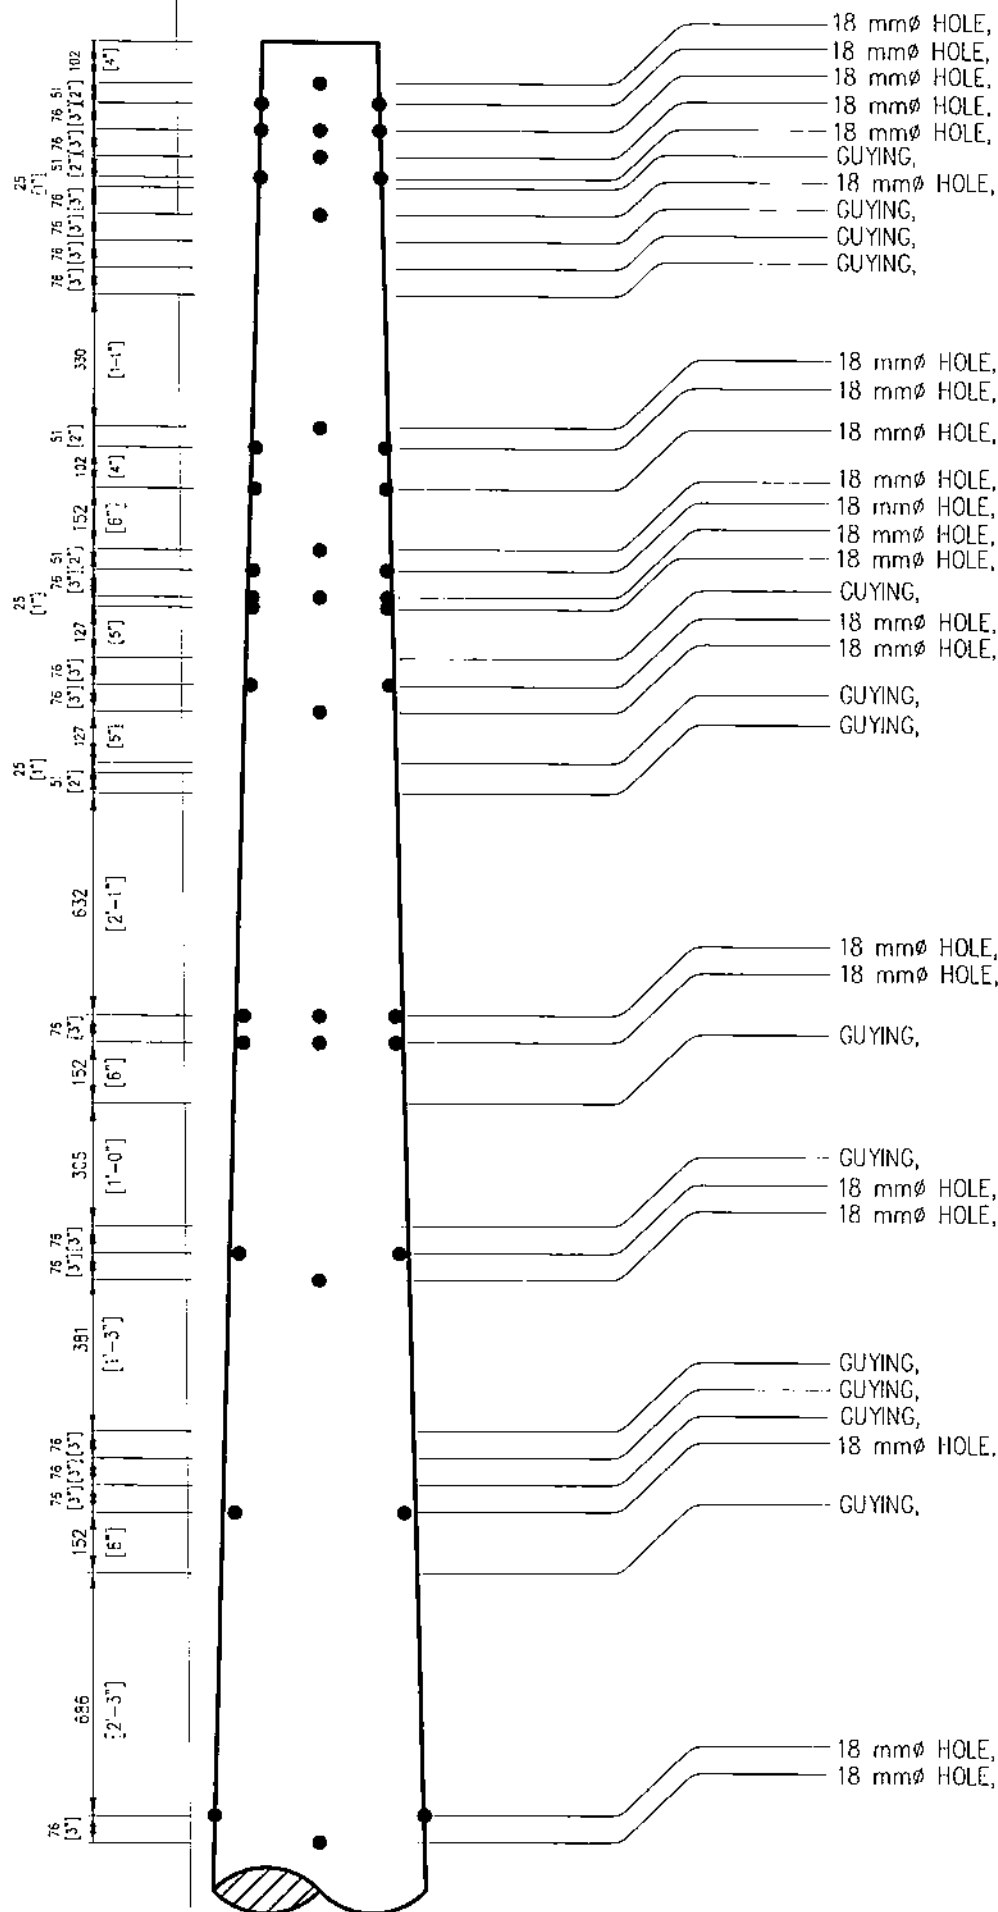 18 mmø HOLE,
18 mmø HOLE,
18 mmø HOLE,
18 mmø HOLE,
18 mmø HOLE,
GUYING,
18 mmø HOLE,
GUYING,
GUYING,
GUYING,
18 mmø HOLE,
18 mmø HOLE,
18 mmø HOLE,
18 mmø HOLE,
18 mmø HOLE,
18 mmø HOLE,
18 mmø HOLE,
GUYING,
18 mmø HOLE,
18 mmø HOLE,
GUYING,
GUYING,
18 mmø HOLE,
18 mmø HOLE,
GUYING,
GUYING,
18 mmø HOLE,
18 mmø HOLE,
GUYING,
GUYING,
GUYING,
18 mmø HOLE,
GUYING,
18 mmø HOLE,
18 mmø HOLE,
102 [4"]
51 [2"]
76 [3"]
76 [3"]
51 [2"]
25 [1"]
76 [3"]
76 [3"]
76 [3"]
76 [3"]
330 [1-1"]
51 [2"]
102 [4"]
152 [6"]
51 [2"]
76 [3"]
25 [1"]
127 [5"]
76 [3"]
76 [3"]
127 [5"]
25 [1"]
51 [2"]
632 [2'-1"]
76 [3"]
152 [6"]
305 [1'-0"]
76 [3"]
76 [3"]
381 [1'-3"]
76 [3"]
76 [3"]
76 [3"]
152 [6"]
686 [2'-3"]
76 [3"]